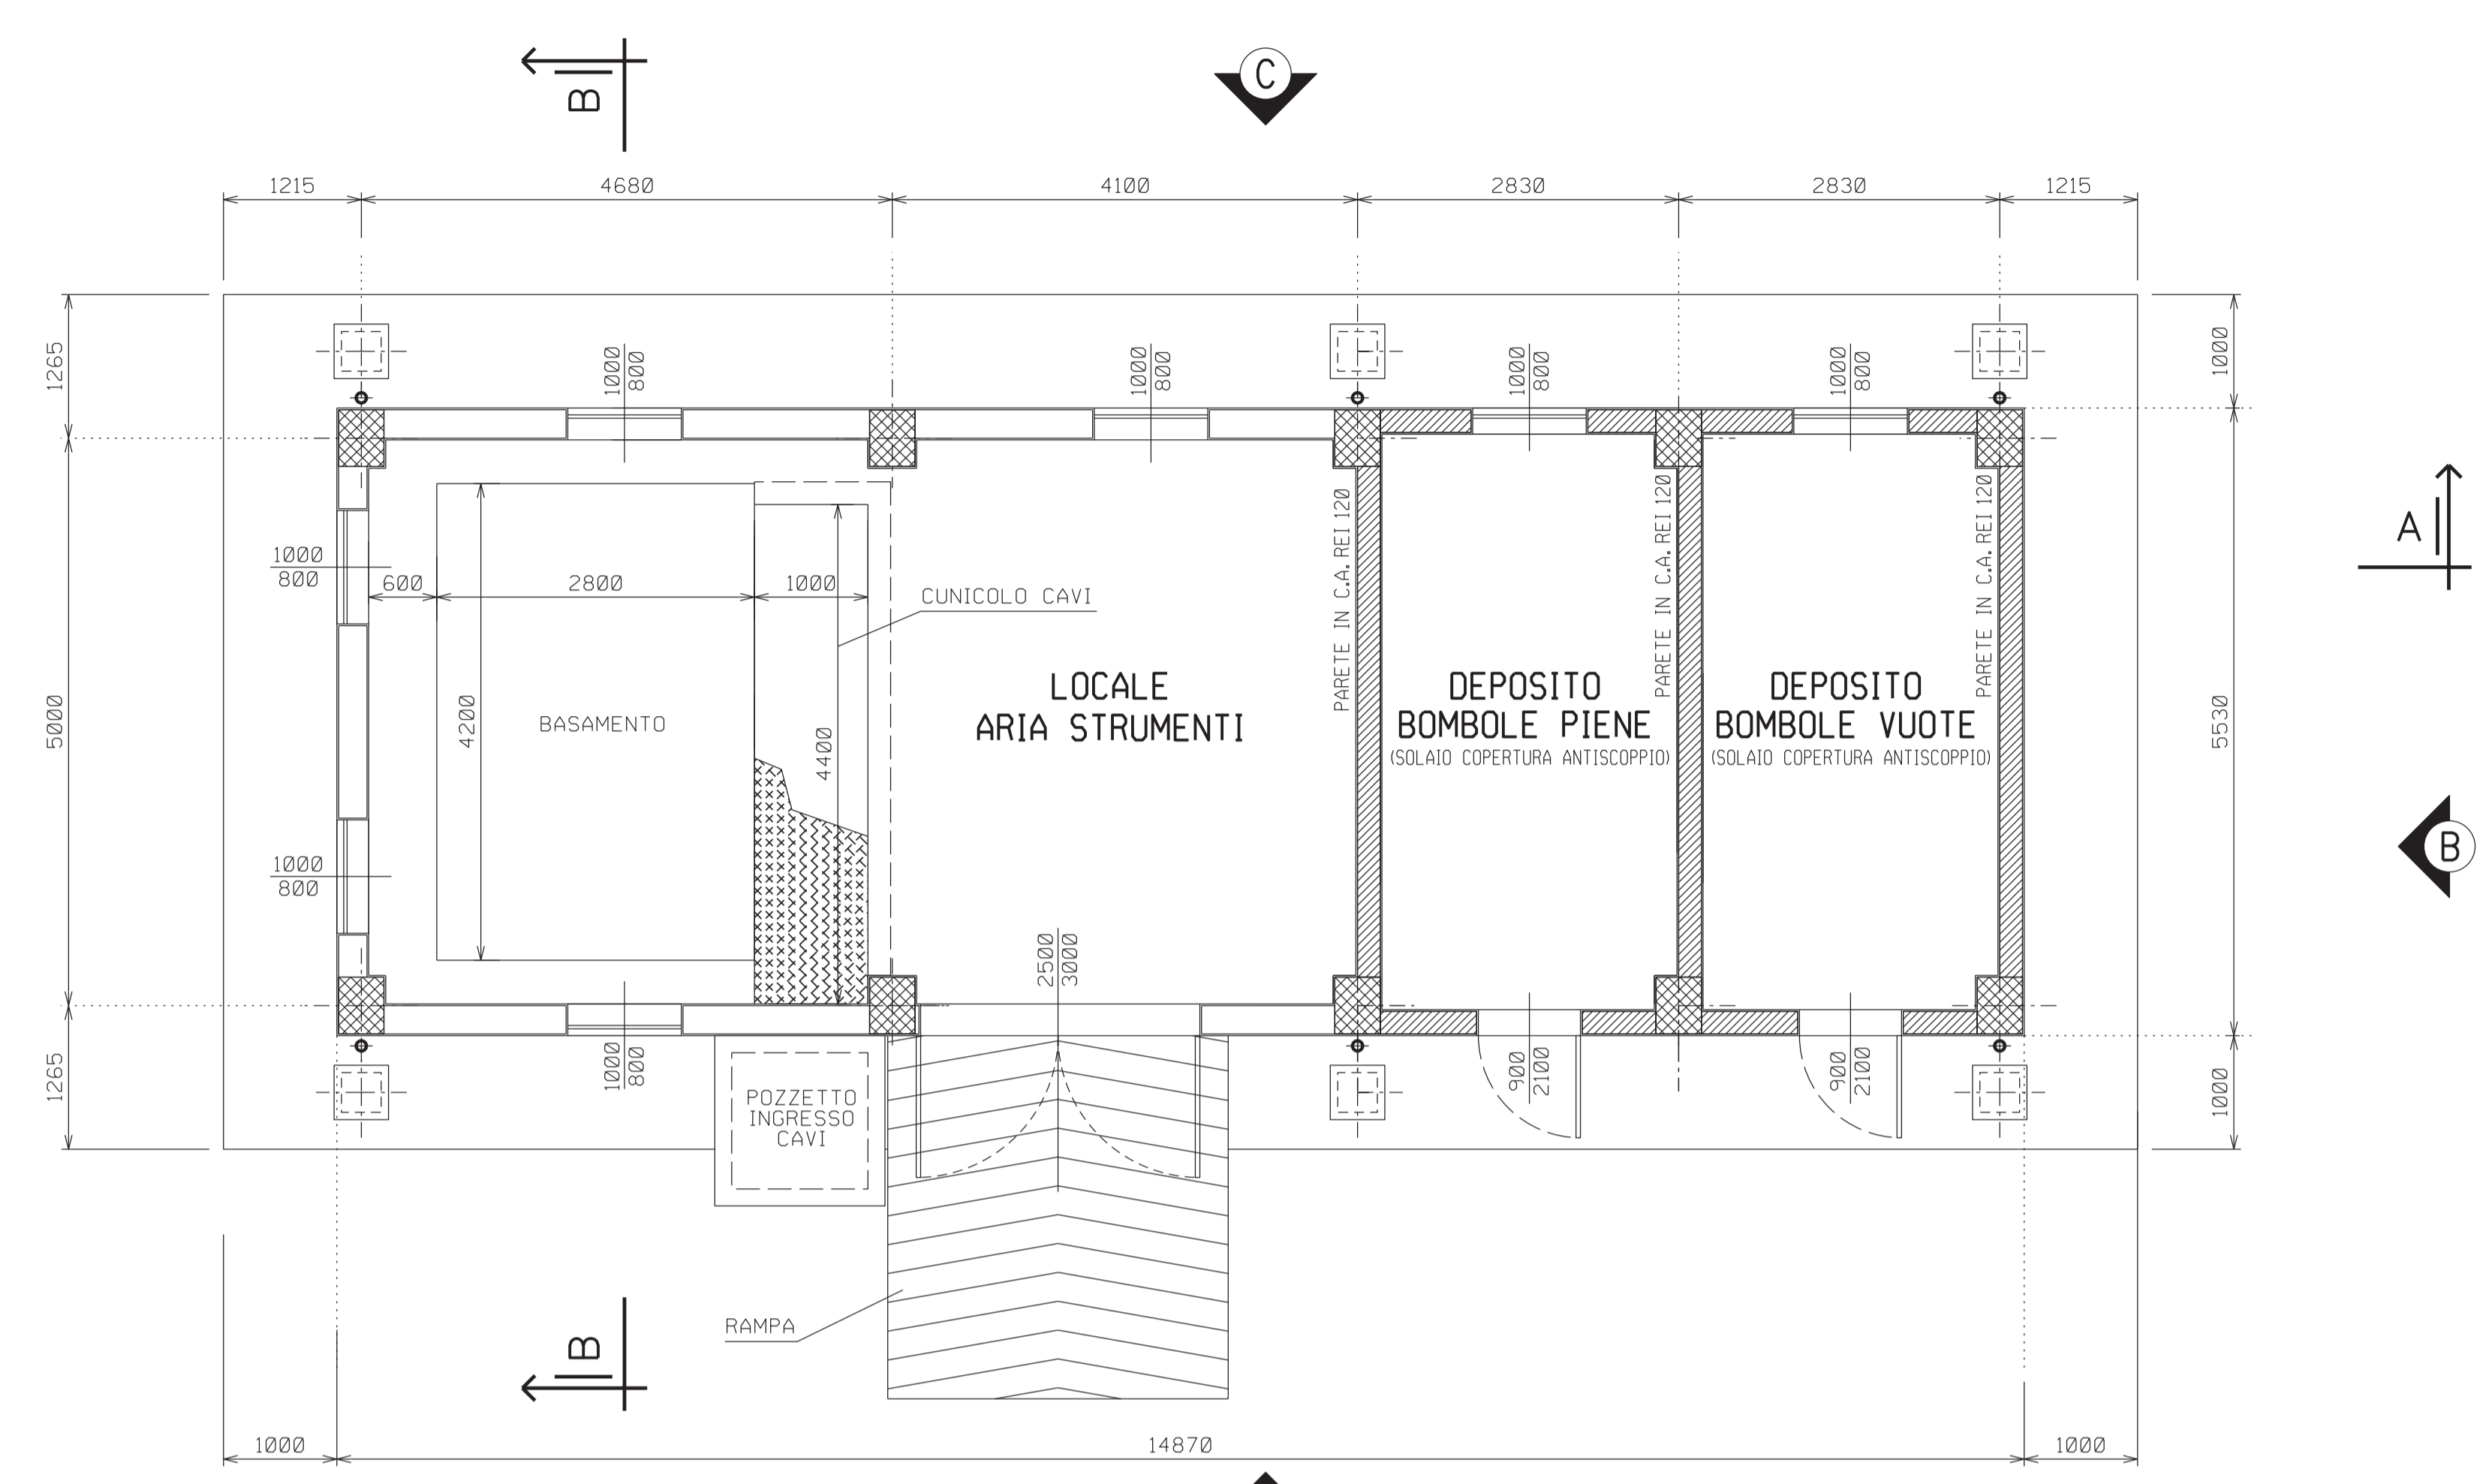 B
C
1215
4680
4100
2830
2830
1215
1265
1000
800
1000
800
1000
800
1000
800
1000
PARETE IN C.A. REI 120
PARETE IN C.A. REI 120
PARETE IN C.A. REI 120
A
1000
800
600
2800
1000
CUNICOLO CAVI
5000
4200
BASAMENTO
4400
LOCALE
ARIA STRUMENTI
DEPOSITO
BOMBOLE PIENE
(SOLAIO COPERTURA ANTISCOPPIO)
DEPOSITO
BOMBOLE VUOTE
(SOLAIO COPERTURA ANTISCOPPIO)
5530
B
1000
800
2500
3000
1265
1000
800
POZZETTO
INGRESSO
CAVI
900
2100
900
2100
1000
RAMPA
B
1000
14870
1000